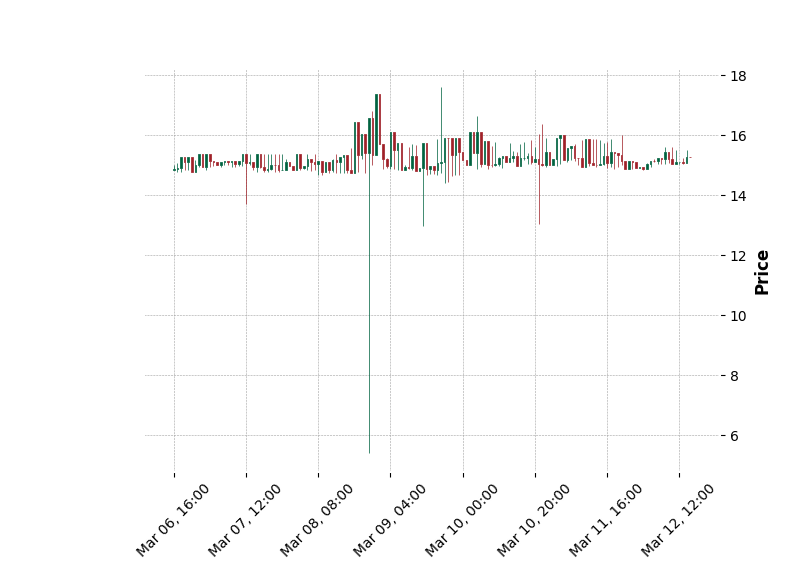 18
16
14
12
10
8
6
Price
Mar 06, 16:00
Mar 07, 12:00
Mar 08, 08:00
Mar 09, 04:00
Mar 10, 00:00
Mar 10, 20:00
Mar 11, 16:00
Mar 12, 12:00